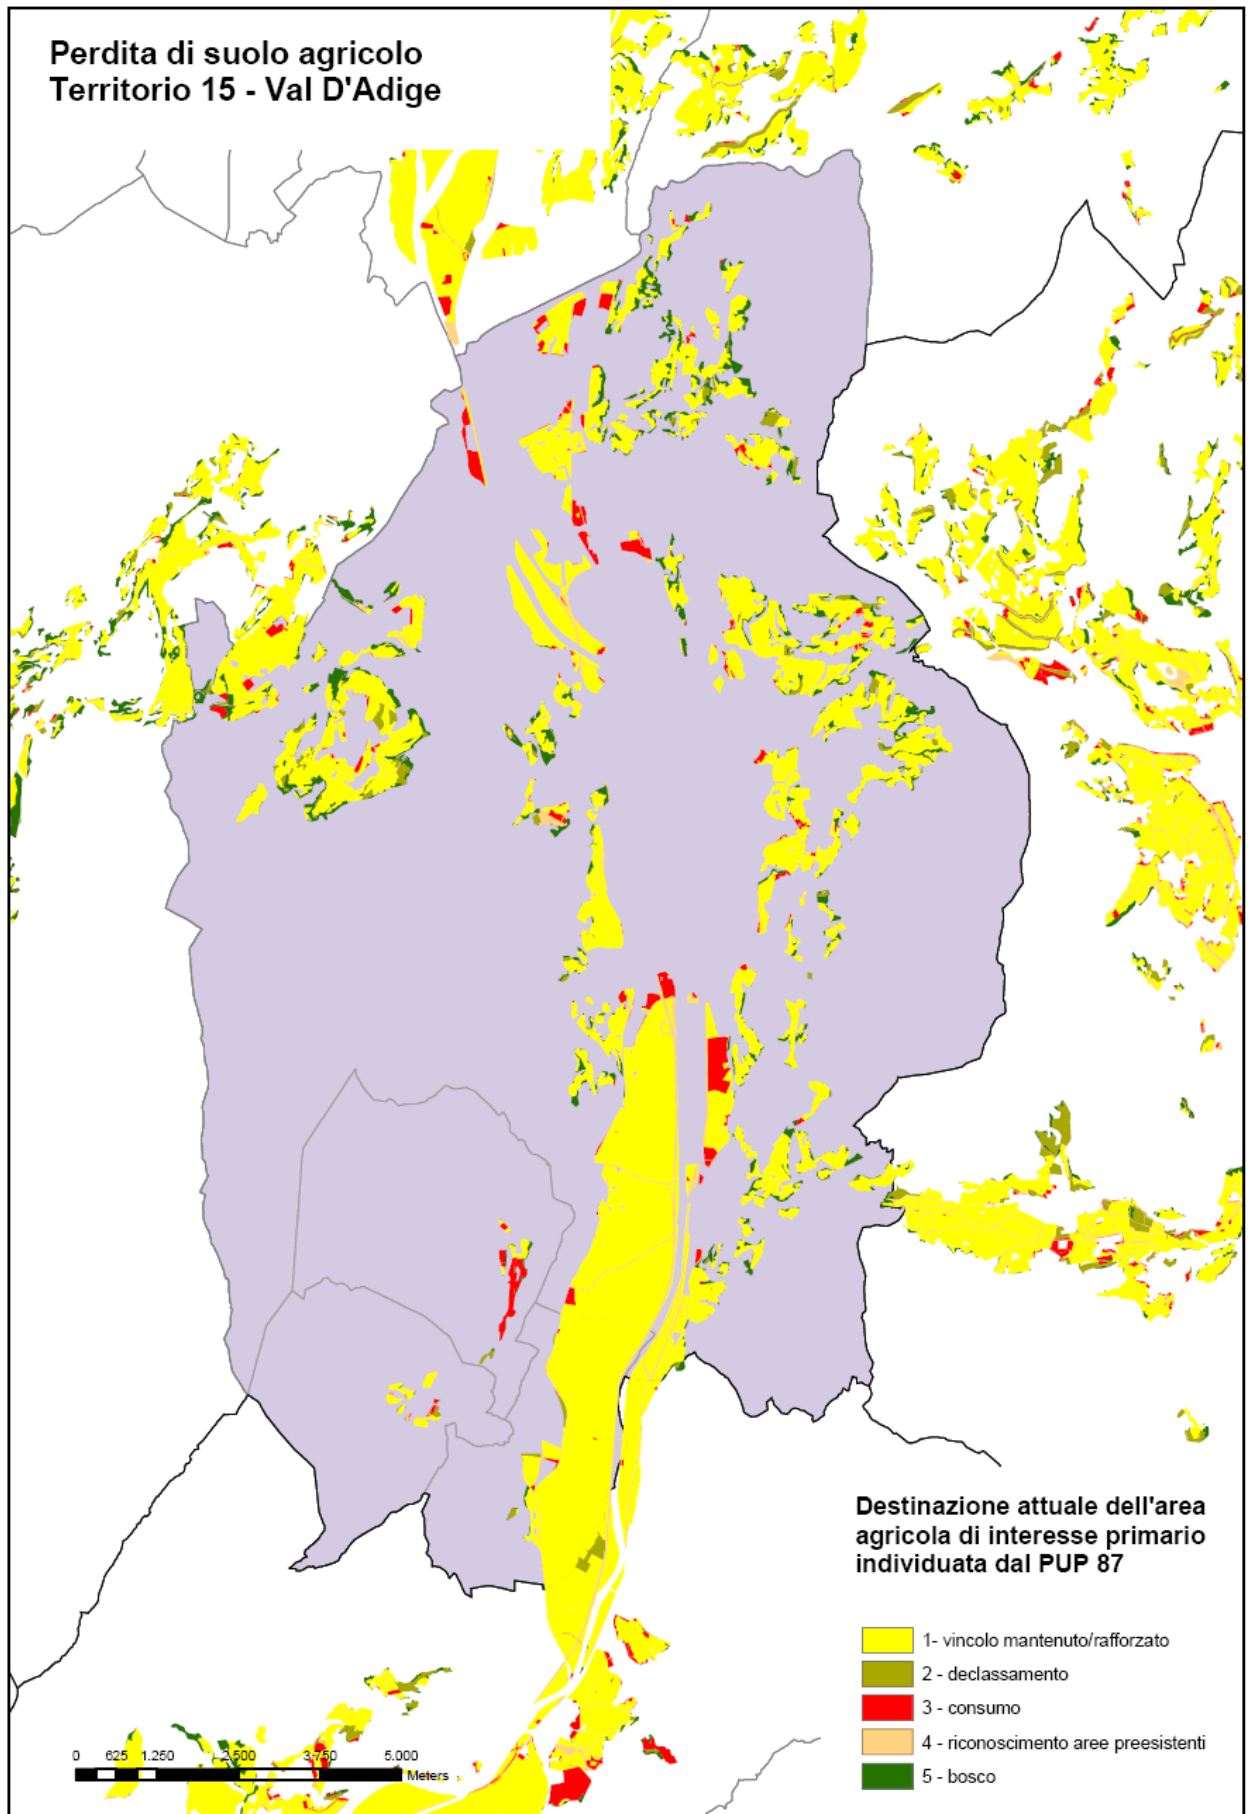 Perdita di suolo agricolo
Territorio 15 - Val D'Adige
Destinazione attuale dell'area
agricola di interesse primario
individuata dal PUP 87
1- vincolo mantenuto/rafforzato
2 - declassamento
3 - consumo
4 - riconoscimento aree preesistenti
5 - bosco
0 625 1.250 2.500 3.750 5.000
Meters